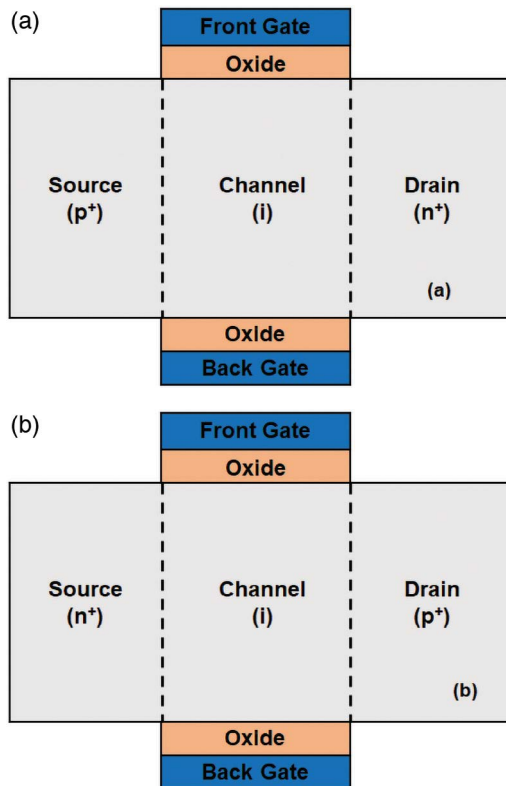 (a)
Front Gate
Oxide
Source
(p⁺)
Channel
(i)
Drain
(n⁺)
(a)
Oxide
Back Gate
(b)
Front Gate
Oxide
Source
(n⁺)
Channel
(i)
Drain
(p⁺)
(b)
Oxide
Back Gate